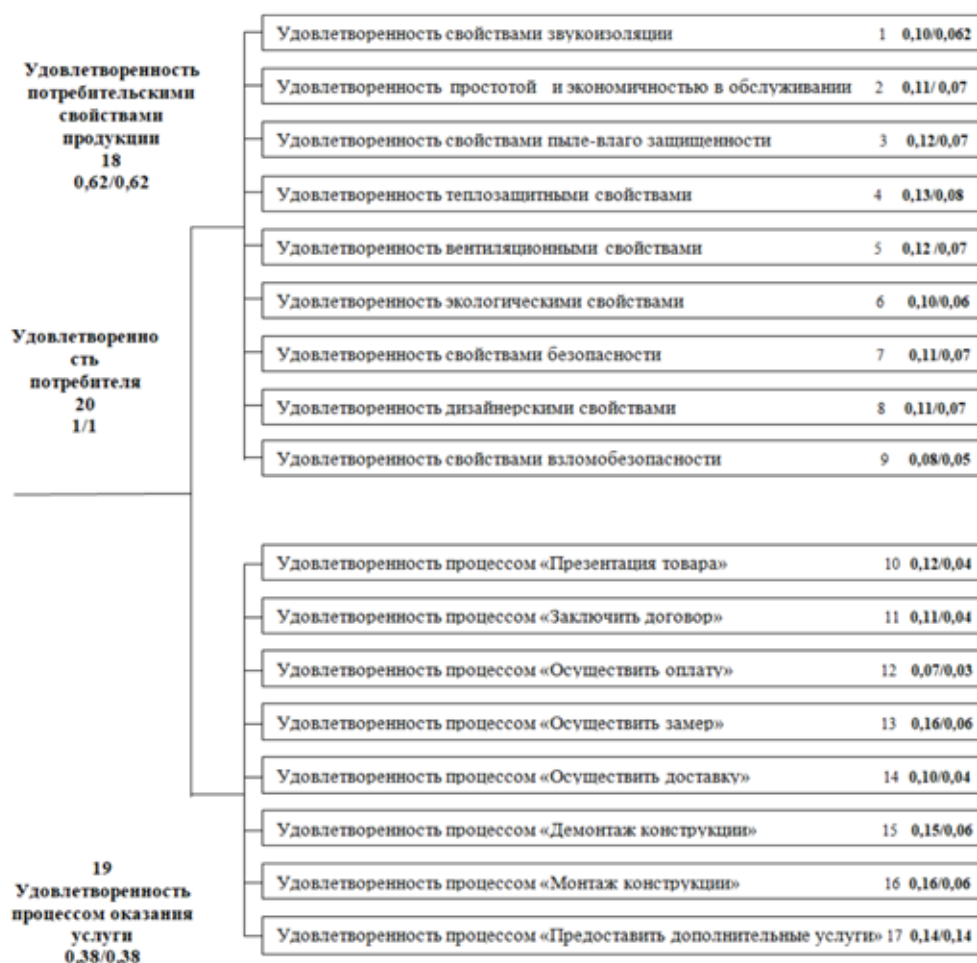 Удовлетворенность
потребительскими
свойствами
продукции
18
0,62/0,62
Удовлетворенность свойствами звукоизоляции 1 0,10/0,062
Удовлетворенность простотой и экономичностью в обслуживании 2 0,11/ 0,07
Удовлетворенность свойствами пыле-влаго защищенности 3 0,12/0,07
Удовлетворенность теплозащитными свойствами 4 0,13/0,08
Удовлетворенность вентиляционными свойствами 5 0,12 /0,07
Удовлетворенность экологическими свойствами 6 0,10/0,06
Удовлетворенность свойствами безопасности 7 0,11/0,07
Удовлетворенность дизайнерскими свойствами 8 0,11/0,07
Удовлетворенность свойствами взломобезопасности 9 0,08/0,05
Удовлетворенно
сть
потребителя
20
1/1
Удовлетворенность процессом «Презентация товара» 10 0,12/0,04
Удовлетворенность процессом «Заключить договор» 11 0,11/0,04
Удовлетворенность процессом «Осуществить оплату» 12 0,07/0,03
Удовлетворенность процессом «Осуществить замер» 13 0,16/0,06
Удовлетворенность процессом «Осуществить доставку» 14 0,10/0,04
Удовлетворенность процессом «Демонтаж конструкции» 15 0,15/0,06
Удовлетворенность процессом «Монтаж конструкции» 16 0,16/0,06
Удовлетворенность процессом «Предоставить дополнительные услуги» 17 0,14/0,14
19
Удовлетворенность
процессом оказания
услуги
0,38/0,38